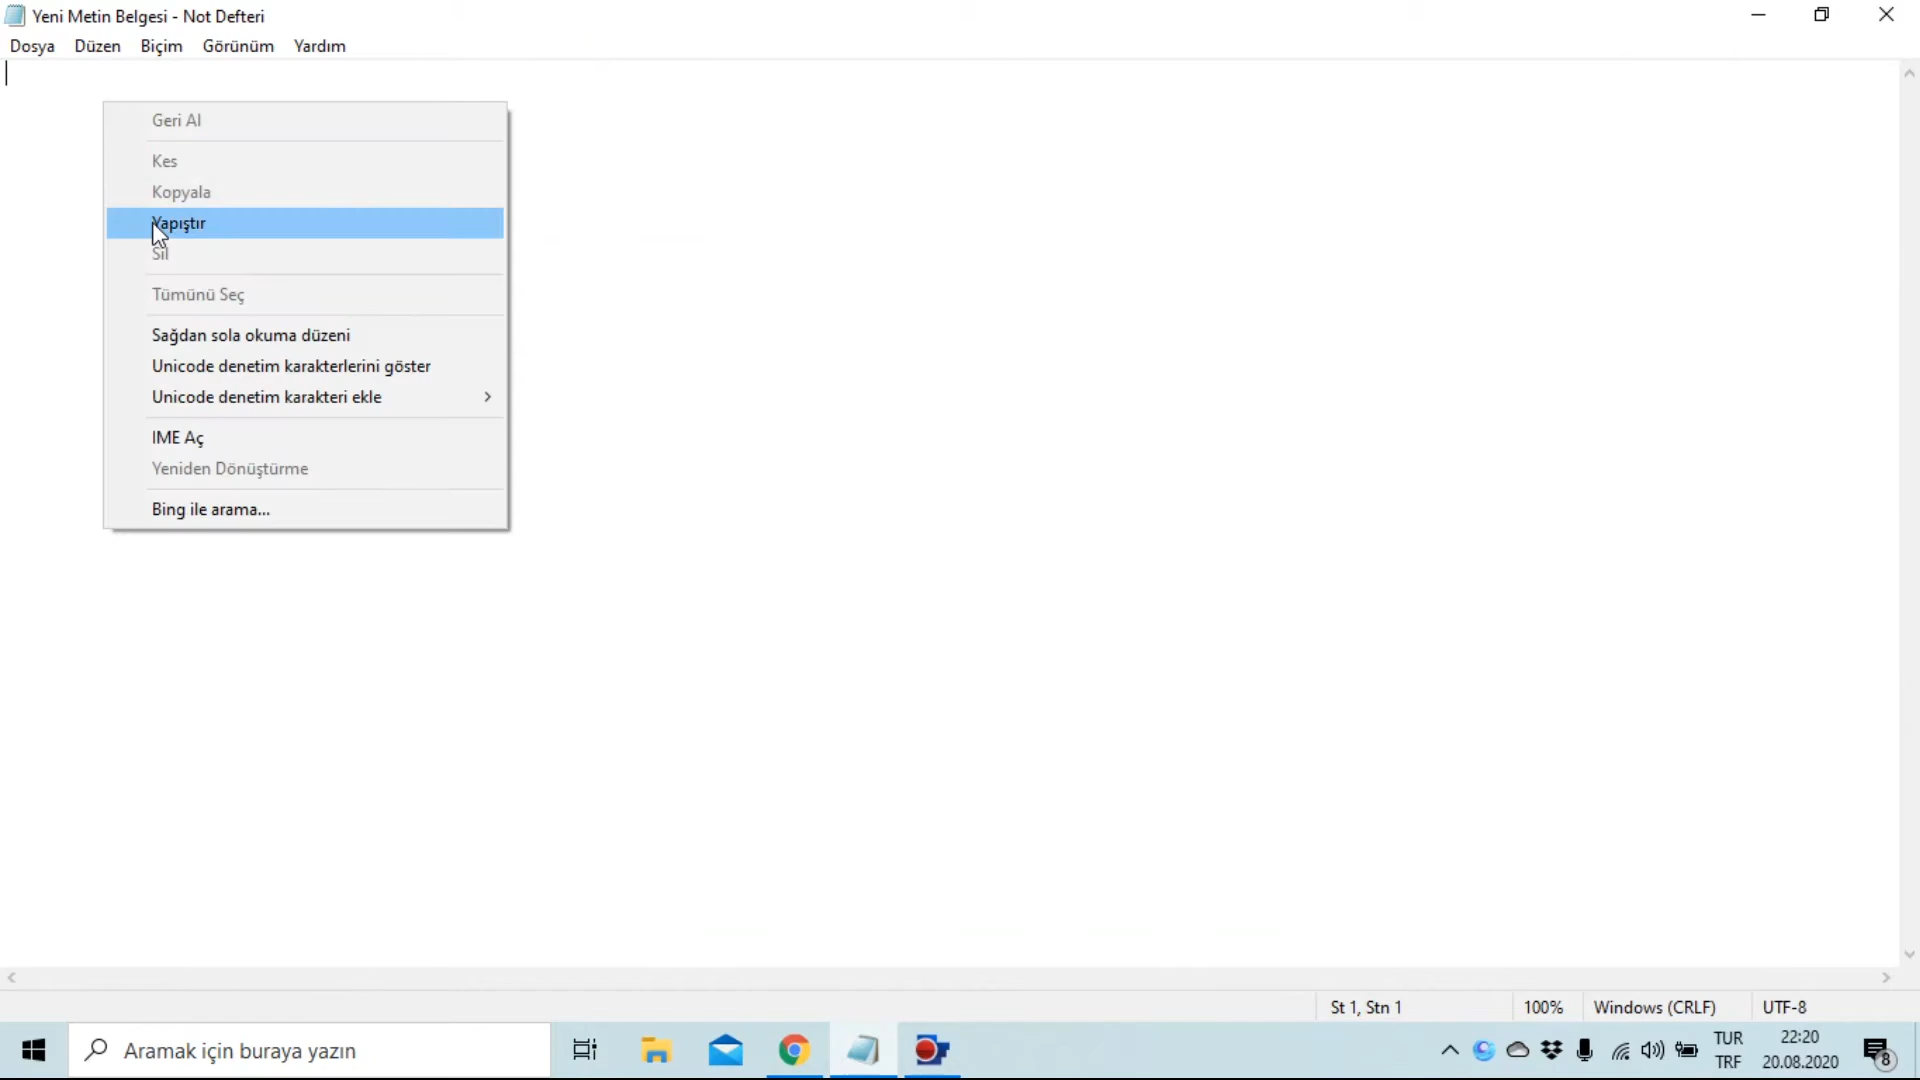 Yeni Metin Belgesi - Not Defteri
Dosya Düzen Biçim Görünüm Yardım
Geri Al
Kes
Kopyala
Yapıştır
Sil
Tümünü Seç
Sağdan sola okuma düzeni
Unicode denetim karakterlerini göster
Unicode denetim karakteri ekle
IME Aç
Yeniden Dönüştürme
Bing ile arama...
St 1, Stn 1 100% Windows (CRLF) UTF-8
Aramak için buraya yazın
TUR
TRF
22:20
20.08.2020
8